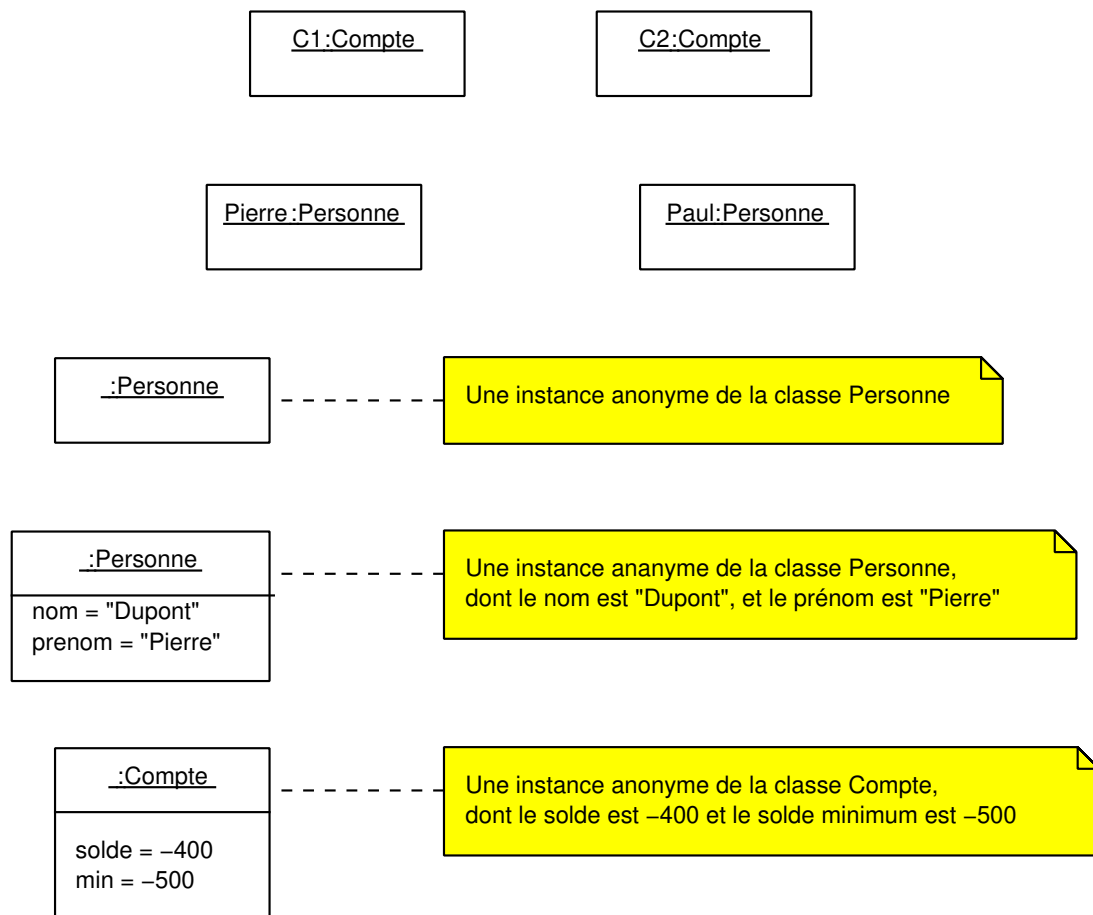 C1:Compte
C2:Compte
Pierre:Personne
Paul:Personne
:Personne
Une instance anonyme de la classe Personne
:Personne
nom = "Dupont"
prenom = "Pierre"
Une instance ananyme de la classe Personne,
dont le nom est "Dupont", et le prénom est "Pierre"
:Compte
solde = −400
min = −500
Une instance anonyme de la classe Compte,
dont le solde est −400 et le solde minimum est −500